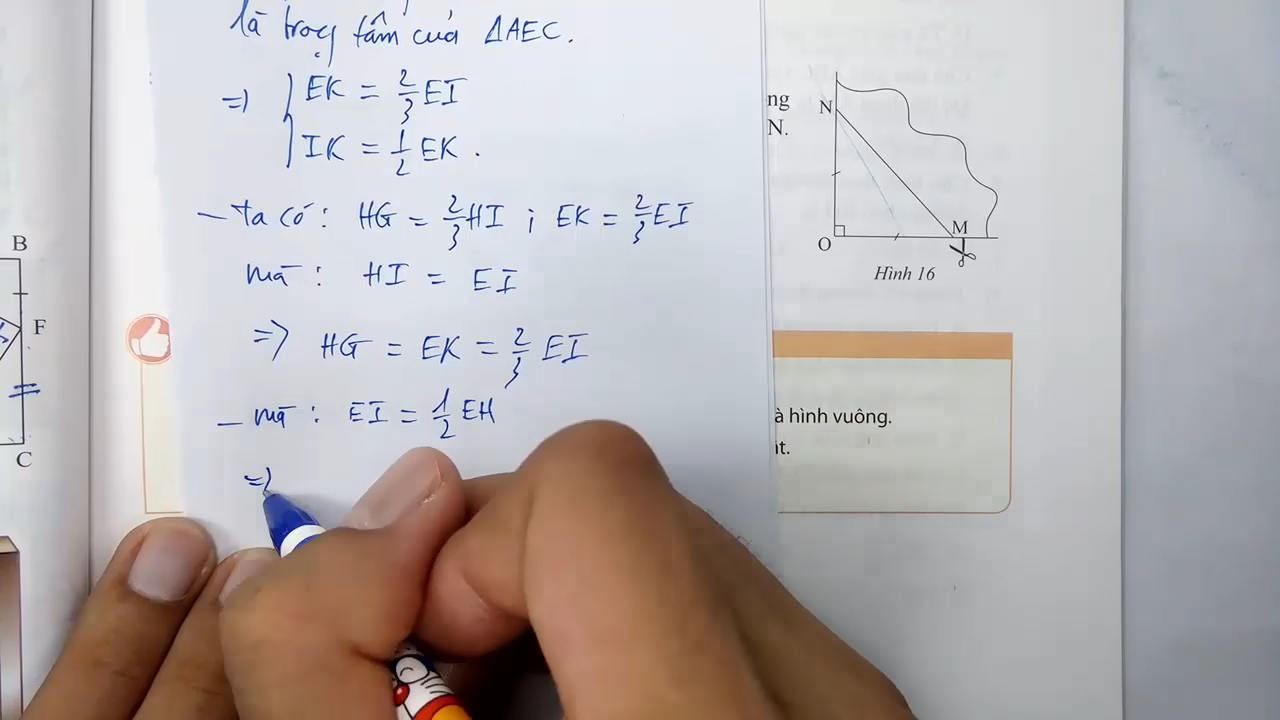 là trọng tâm của ΔAEC.
=> { EK = 2/3 EI
IK = 1/2 EK.
- Ta có: HG = 2/3 HI ; EK = 2/3 EI
mà: HI = EI
=> HG = EK = 2/3 EI
- mà: EI = 1/2 EH
=>
B
F
C
ng
N.
N
O
M
Hình 16
à hình vuông.
ật.